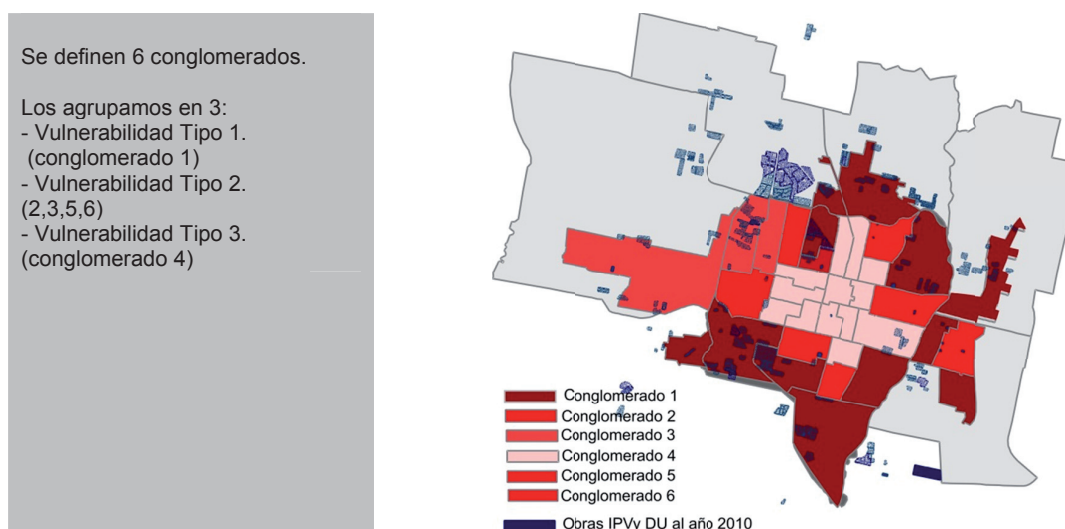 Se definen 6 conglomerados.
Los agrupamos en 3:
- Vulnerabilidad Tipo 1.
(conglomerado 1)
- Vulnerabilidad Tipo 2.
(2,3,5,6)
- Vulnerabilidad Tipo 3.
(conglomerado 4)
Conglomerado 1
Conglomerado 2
Conglomerado 3
Conglomerado 4
Conglomerado 5
Conglomerado 6
Obras IPVy DU al año 2010